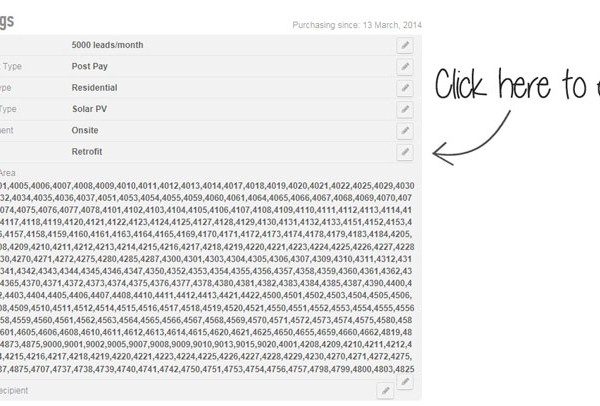 gs
Purchasing since: 13 March, 2014
5000 leads/month
Type Post Pay
ype Residential
Type Solar PV
ent Onsite
Retrofit
Area
01,4005,4006,4007,4008,4009,4010,4011,4012,4013,4014,4017,4018,4019,4020,4021,4022,4025,4029,4030
32,4034,4035,4036,4037,4051,4053,4054,4055,4059,4060,4061,4064,4065,4066,4067,4068,4069,4070,407
074,4075,4076,4077,4078,4101,4102,4103,4104,4105,4106,4107,4108,4109,4110,4111,4112,4113,4114,41
4117,4118,4119,4120,4121,4122,4123,4124,4125,4127,4128,4129,4130,4131,4132,4133,4151,4152,4153,4
5,4157,4158,4159,4160,4161,4163,4164,4165,4169,4170,4171,4172,4173,4174,4178,4179,4183,4184,4205,
08,4209,4210,4211,4212,4213,4214,4215,4216,4217,4218,4219,4220,4221,4223,4224,4225,4226,4227,4228
30,4270,4271,4272,4275,4280,4285,4287,4300,4301,4303,4304,4305,4306,4307,4309,4310,4311,4312,431
341,4342,4343,4344,4345,4346,4347,4350,4352,4353,4354,4355,4356,4357,4358,4359,4360,4361,4362,43
4365,4370,4371,4372,4373,4374,4375,4376,4377,4378,4380,4381,4382,4383,4384,4385,4387,4390,4400,4
2,4403,4404,4405,4406,4407,4408,4410,4411,4412,4413,4421,4422,4500,4501,4502,4503,4504,4505,4506,
08,4509,4510,4511,4512,4514,4515,4516,4517,4518,4519,4520,4521,4550,4551,4552,4553,4554,4555,4556
58,4559,4560,4561,4562,4563,4564,4565,4566,4567,4568,4569,4570,4571,4572,4573,4574,4575,4580,458
601,4605,4606,4608,4610,4611,4612,4613,4614,4615,4620,4621,4625,4650,4655,4659,4660,4662,4819,48
4873,4875,9000,9001,9002,9005,9007,9008,9009,9010,9013,9015,9020,4001,4208,4209,4210,4211,4212,4
4,4215,4216,4217,4218,4219,4220,4221,4223,4224,4225,4226,4227,4228,4229,4230,4270,4271,4272,4275,
87,4875,4707,4737,4738,4739,4740,4741,4742,4750,4751,4753,4754,4756,4757,4798,4799,4800,4803,4825
ecipient
Click here to